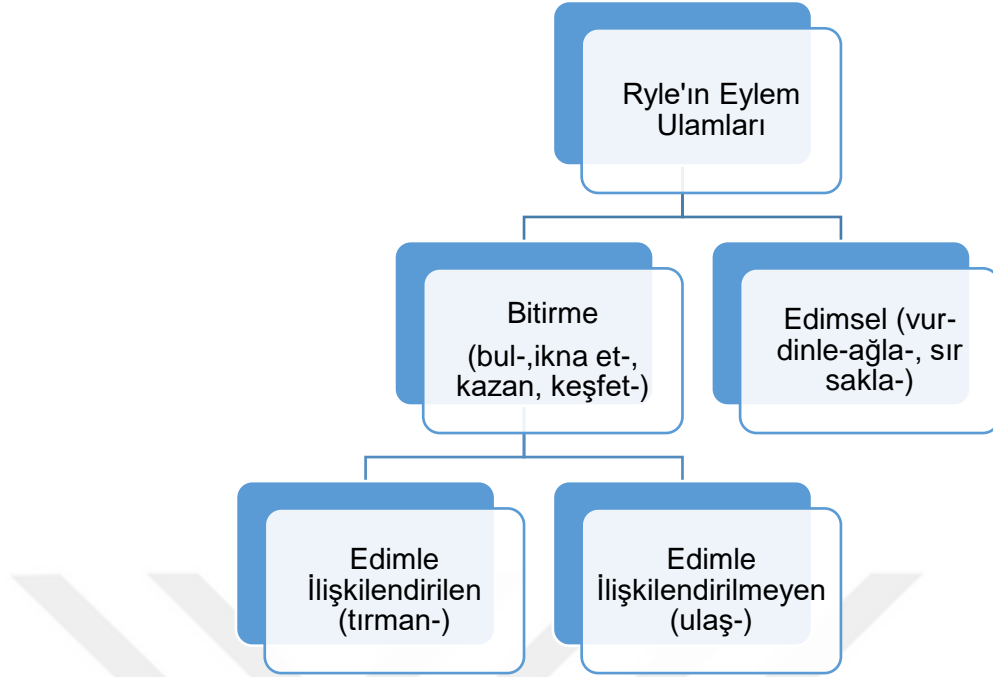 Ryle'ın Eylem
Ulamları
Bitirme
(bul-,ikna et-,
kazan, keşfet-)
Edimsel (vur-
dinle-ağla-, sır
sakla-)
Edimle
İlişkilendirilen
(tırman-)
Edimle
İlişkilendirilmeyen
(ulaş-)